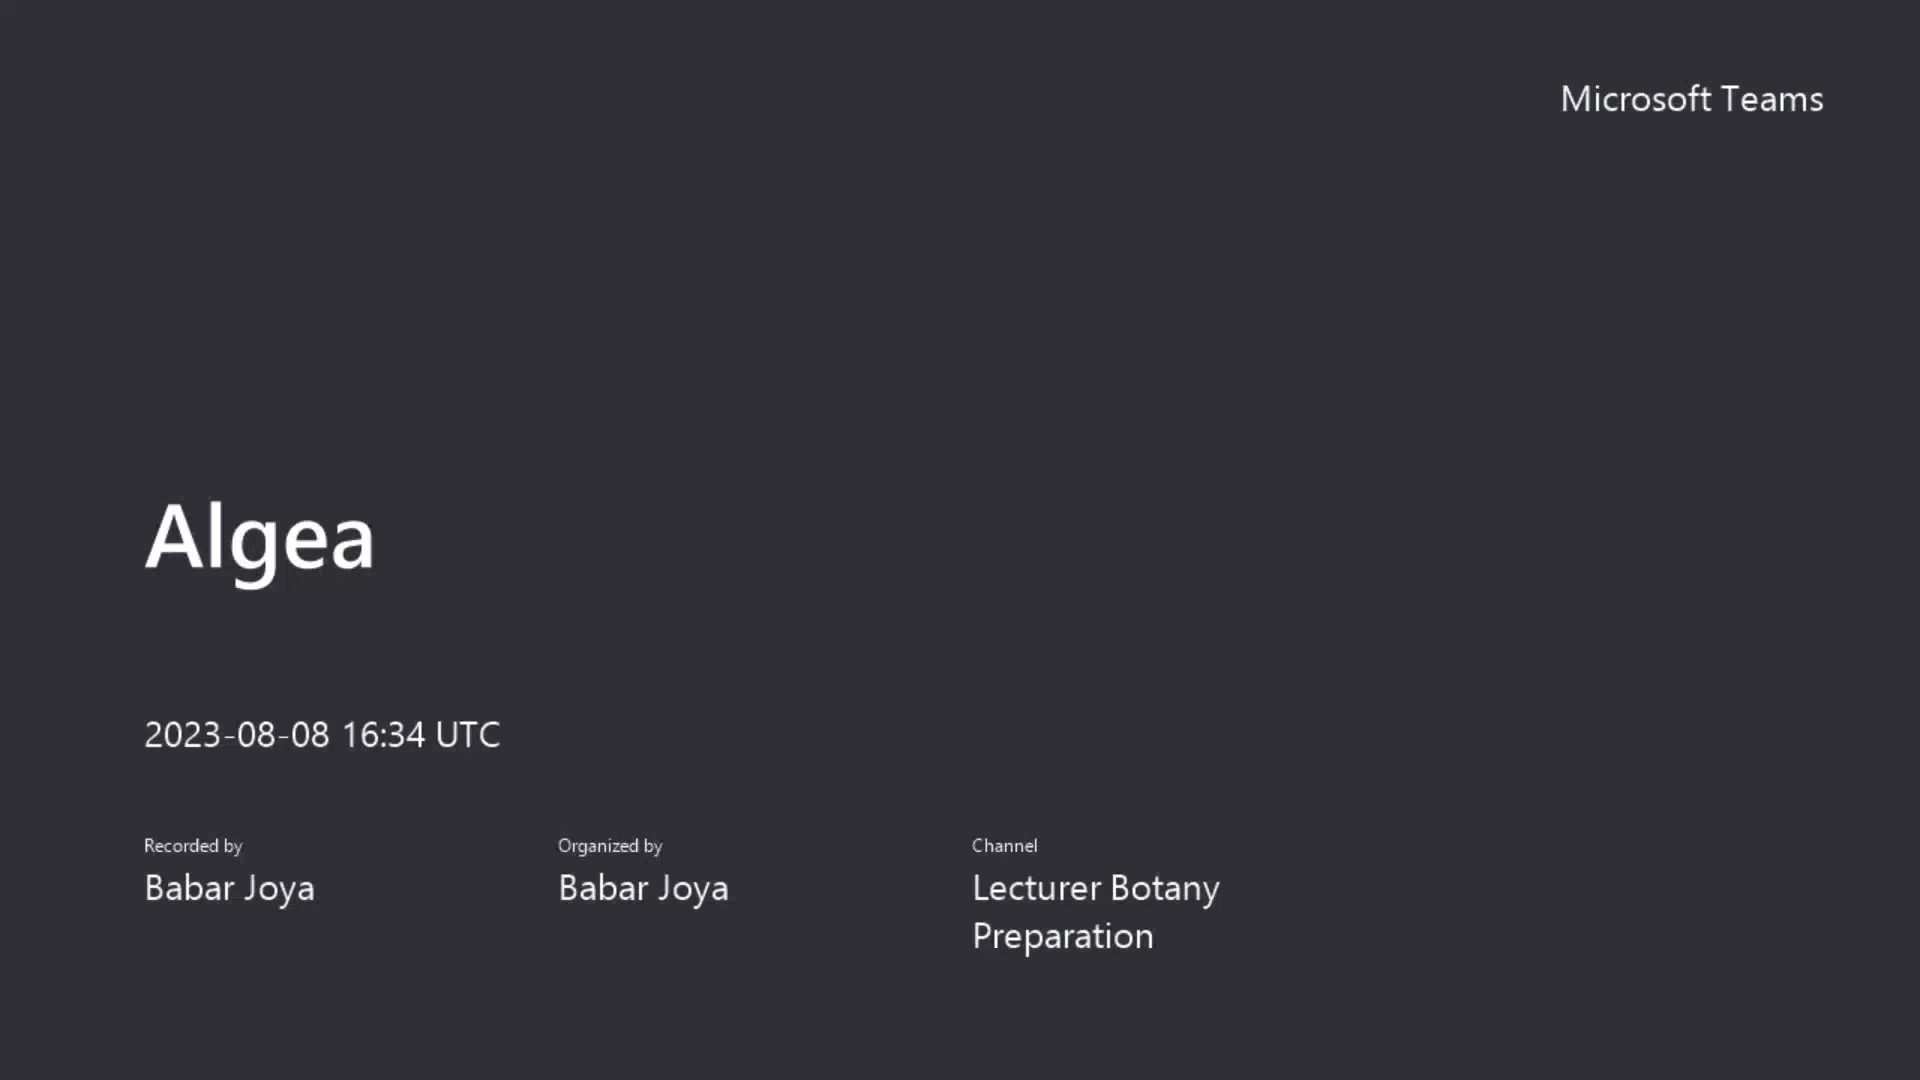 Microsoft Teams
Algea
2023-08-08 16:34 UTC
Recorded by
Babar Joya
Organized by
Babar Joya
Channel
Lecturer Botany
Preparation